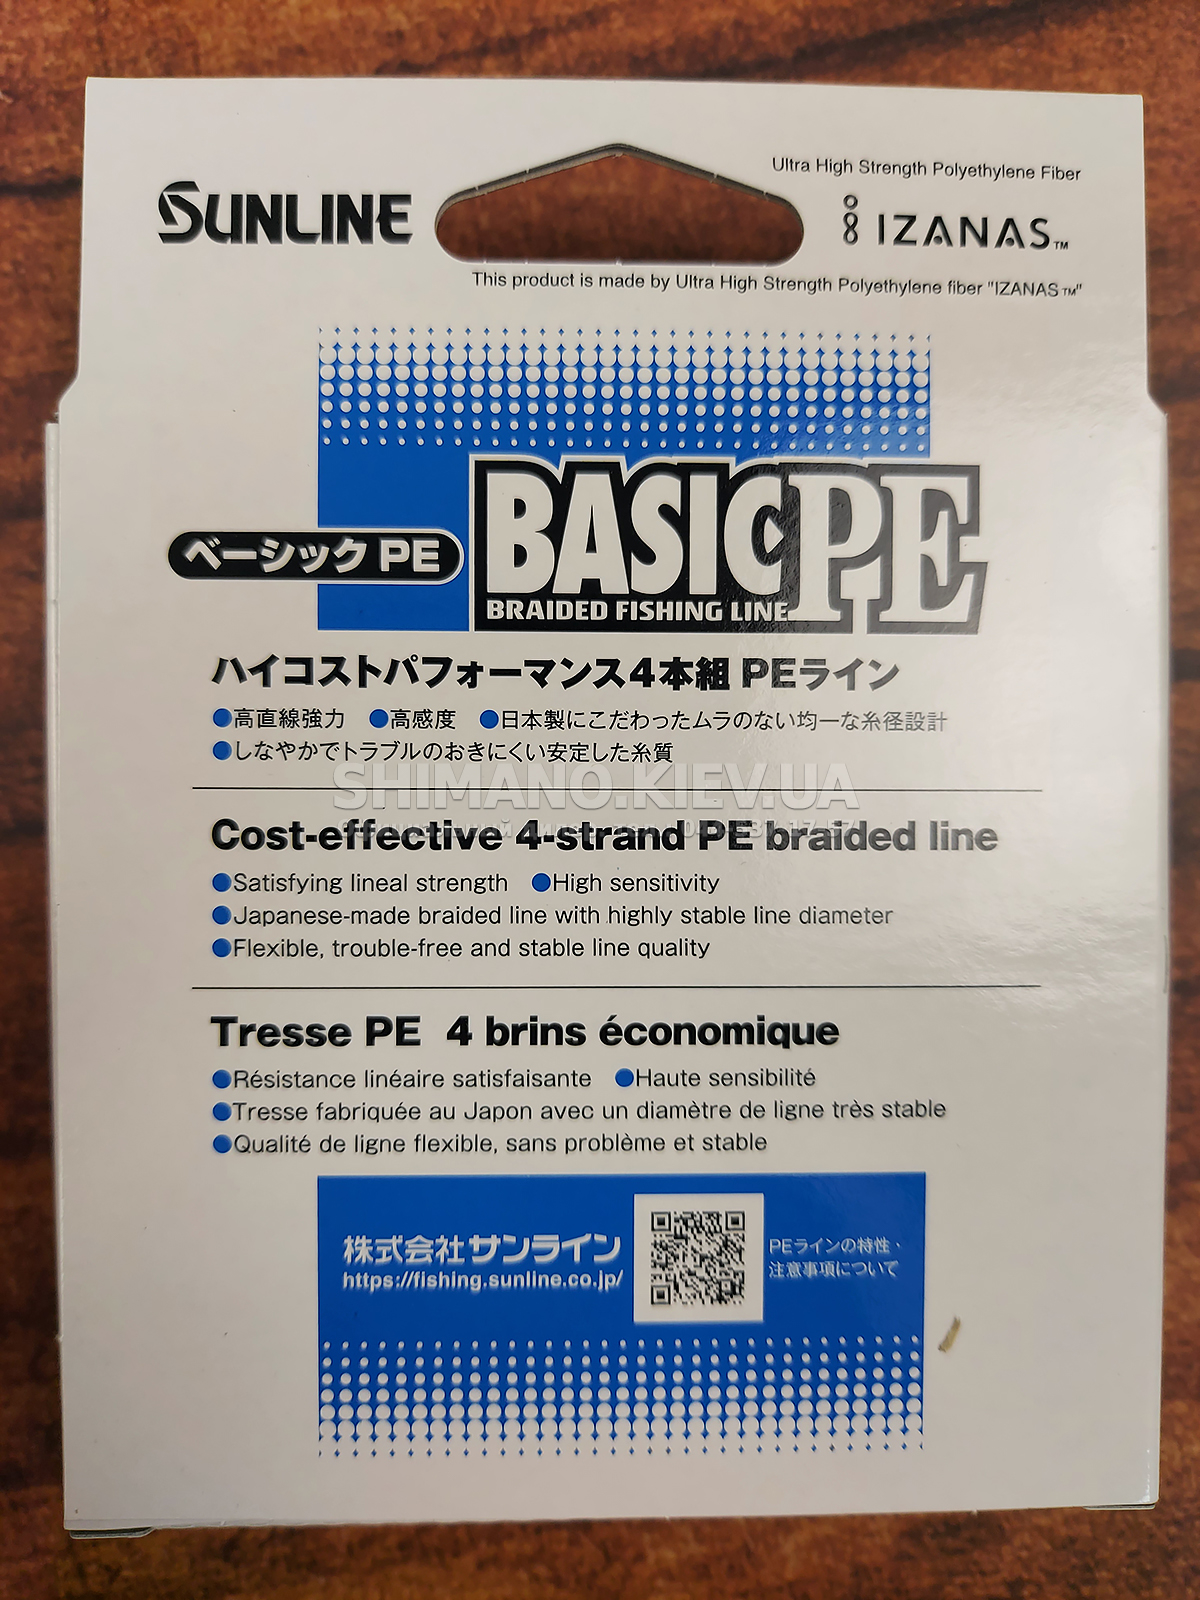 SUNLINE
Ultra High Strength Polyethylene Fiber
IZANAS™
This product is made by Ultra High Strength Polyethylene fiber "IZANAS™"
ベーシックPE
BASIC PE
BRAIDED FISHING LINE
ハイコストパフォーマンス4本組 PEライン
●高直線強力 ●高感度 ●日本製にこだわったムラのない均一な糸径設計
●しなやかでトラブルのおきにくい安定した糸質
SHIMANO.KIEV.UA
Cost-effective 4-strand PE braided line
●Satisfying lineal strength ●High sensitivity
●Japanese-made braided line with highly stable line diameter
●Flexible, trouble-free and stable line quality
Tresse PE 4 brins économique
●Résistance linéaire satisfaisante ●Haute sensibilité
●Tresse fabriquée au Japon avec un diamètre de ligne très stable
●Qualité de ligne flexible, sans problème et stable
株式会社サンライン
https://fishing.sunline.co.jp/
PEラインの特性・
注意事項について